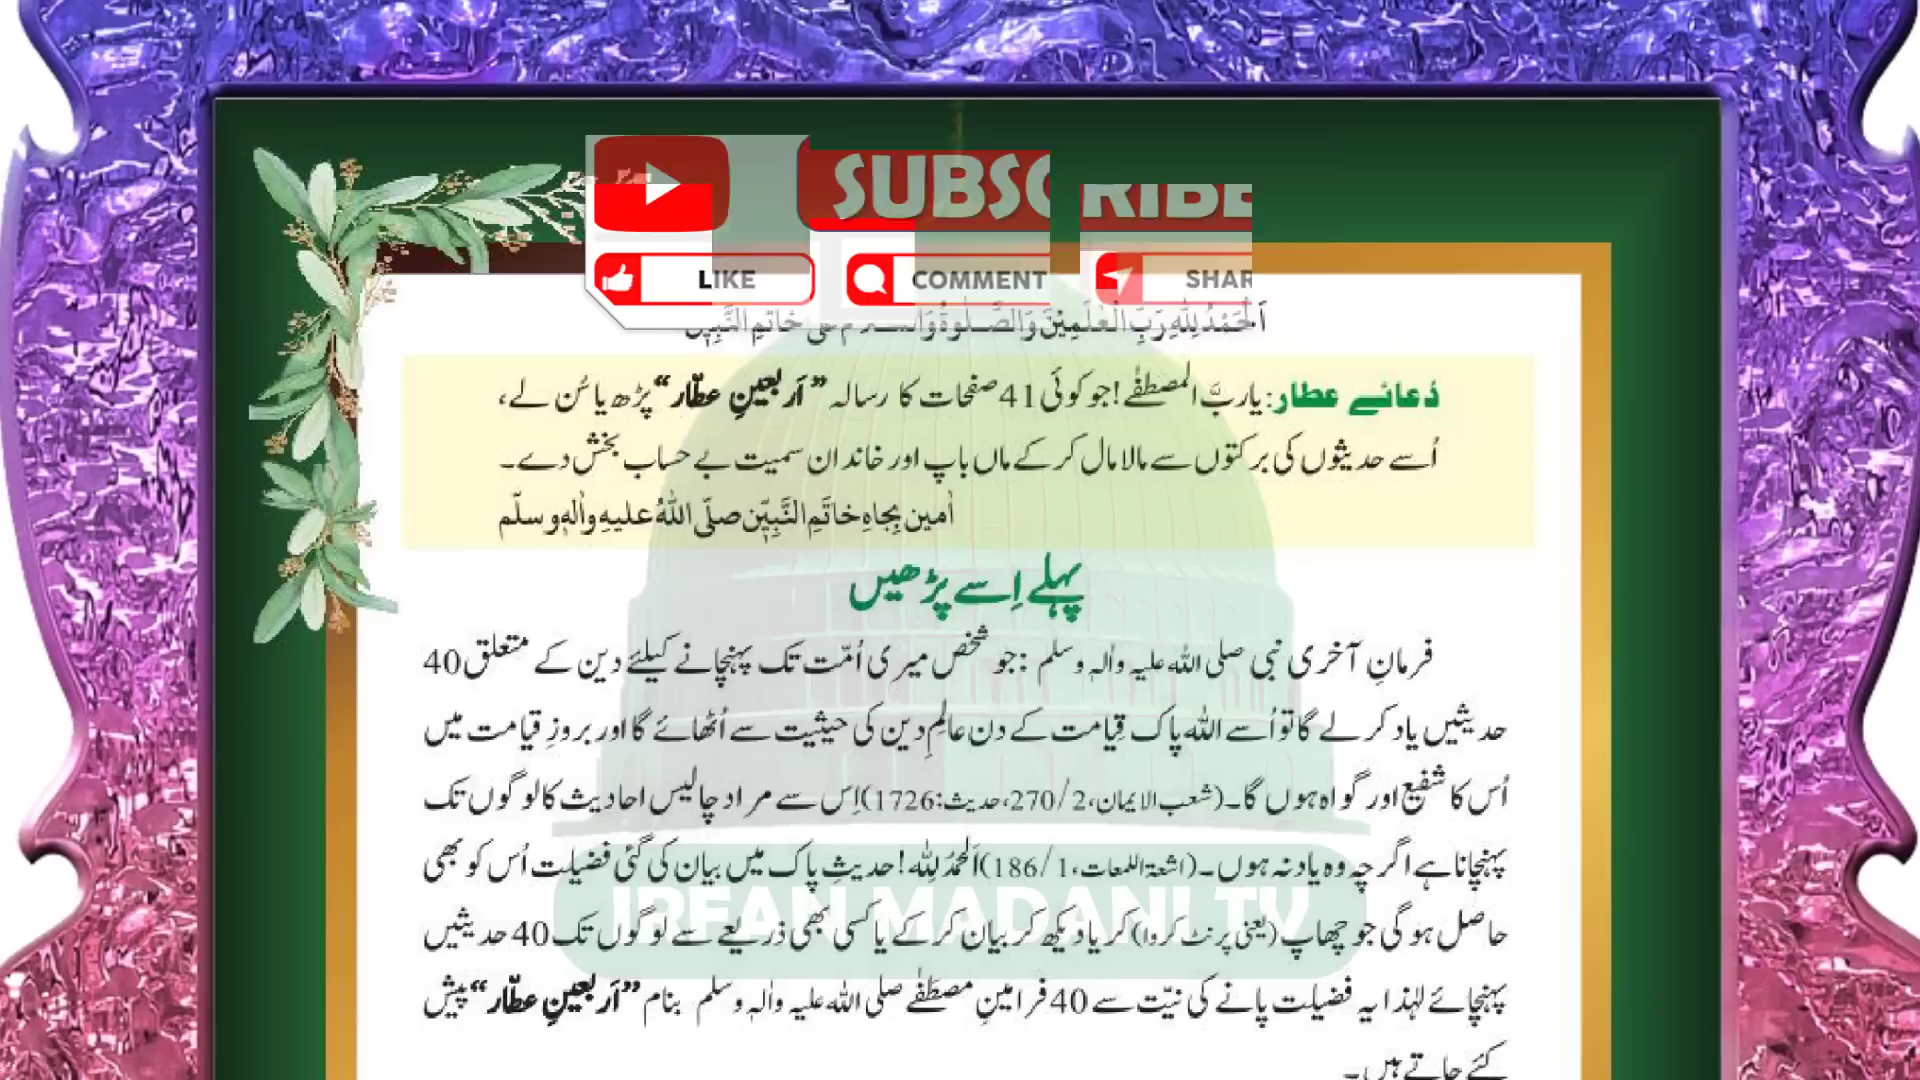 SUBSCRIBE
LIKE COMMENT SHAR
اَلْحَمْدُ لِلّٰهِ رَبِّ الْعٰلَمِیْنَ وَالصَّلٰوۃُ وَالسَّلَامُ عَلٰی خَاتَمِ النَّبِیّٖن
دُعائے عطار: یاربَّ المصطفٰے! جو کوئی 41 صفحات کا رسالہ ”اَربعینِ عطّار“ پڑھ یا سُن لے،
اُسے حدیثوں کی برکتوں سے مالا مال کر کے ماں باپ اور خاندان سمیت بے حساب بخش دے۔
اٰمین بِجاہِ خاتَمِ النَّبِیّٖن صلّی اللہُ علیہِ واٰلہٖ وسلّم
پہلے اِسے پڑھیں
فرمانِ آخری نبی صلی اللہ علیہ واٰلہٖ وسلم : جو شخص میری اُمّت تک پہنچانے کیلئے دین کے متعلق 40
حدیثیں یاد کر لے گا تو اُسے اللہ پاک قِیامت کے دن عالِمِ دین کی حیثیت سے اُٹھائے گا اور بروزِ قیامت میں
اُس کا شفیع اور گواہ ہوں گا۔ (شعب الایمان، 2/270، حدیث: 1726) اِس سے مراد چالیس احادیث کا لوگوں تک
پہنچانا ہے اگرچہ وہ یاد نہ ہوں۔ (اشعۃ اللمعات، 1/186) اَلحمدُ لِلّٰہ! حدیثِ پاک میں بیان کی گئی فضیلت اُس کو بھی
حاصل ہوگی جو چھاپ (یعنی پرنٹ کروا) کر یا دیکھ کر بیان کر کے یا کسی بھی ذریعے سے لوگوں تک 40 حدیثیں
IRFAN MADANI TV
پہنچائے لہٰذا یہ فضیلت پانے کی نیّت سے 40 فرامینِ مصطَفٰے صلی اللہ علیہ واٰلہٖ وسلم بنام ”اَربعینِ عطّار“ پیش
کئے جاتے ہیں۔